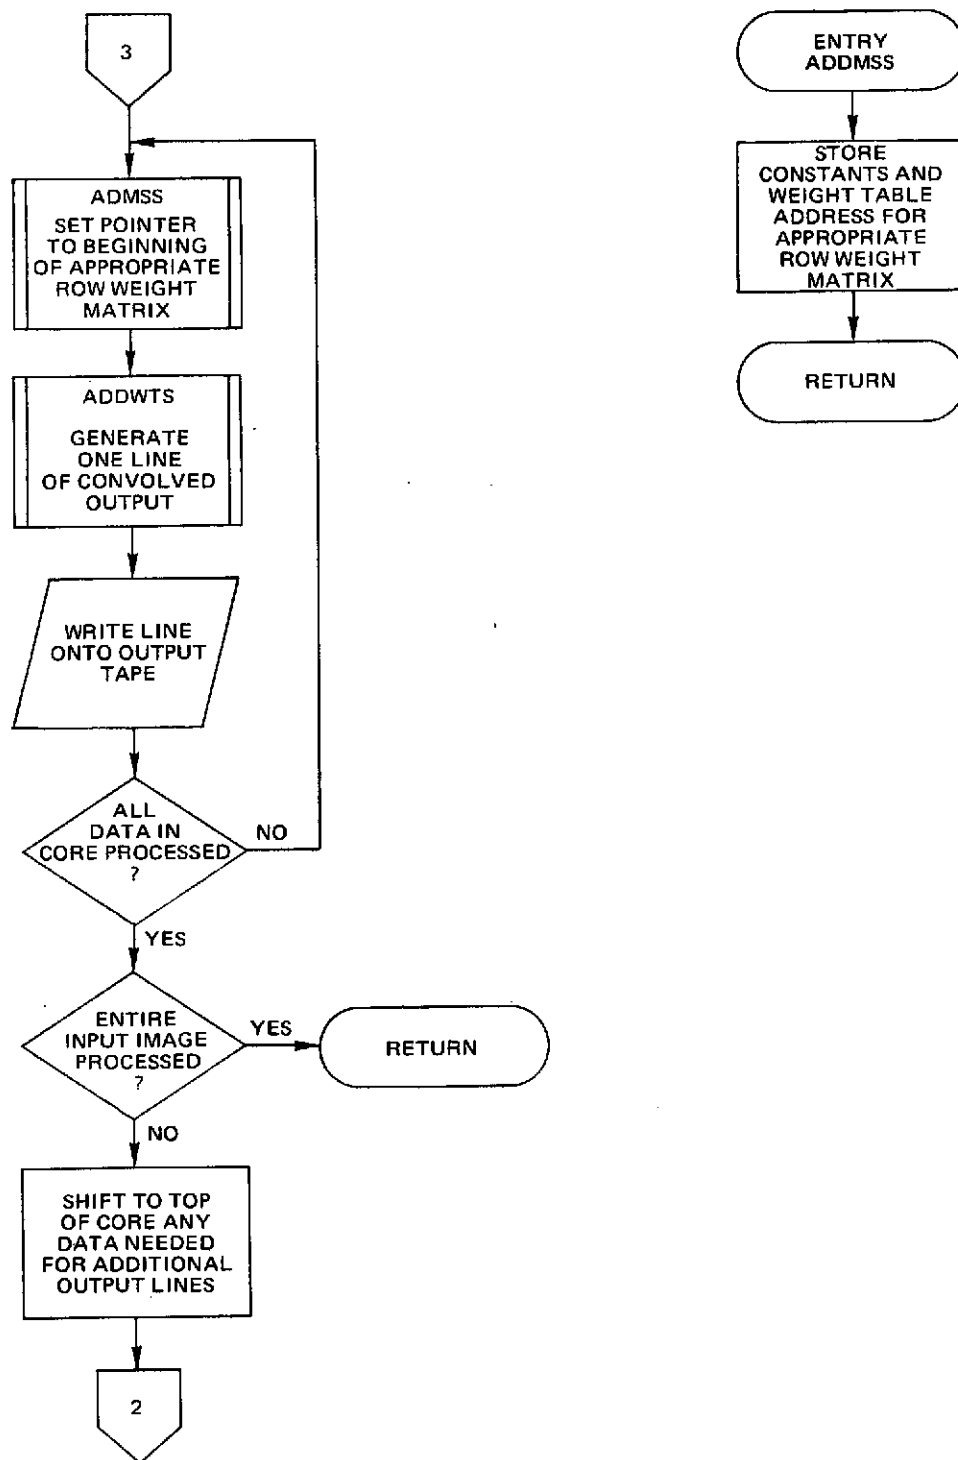 3
ADMSS
SET POINTER
TO BEGINNING
OF APPROPRIATE
ROW WEIGHT
MATRIX
ADDWTS
GENERATE
ONE LINE
OF CONVOLVED
OUTPUT
WRITE LINE
ONTO OUTPUT
TAPE
ALL
DATA IN
CORE PROCESSED
?
NO
YES
ENTIRE
INPUT IMAGE
PROCESSED
?
YES
RETURN
NO
SHIFT TO TOP
OF CORE ANY
DATA NEEDED
FOR ADDITIONAL
OUTPUT LINES
2
ENTRY
ADDMSS
STORE
CONSTANTS AND
WEIGHT TABLE
ADDRESS FOR
APPROPRIATE
ROW WEIGHT
MATRIX
RETURN